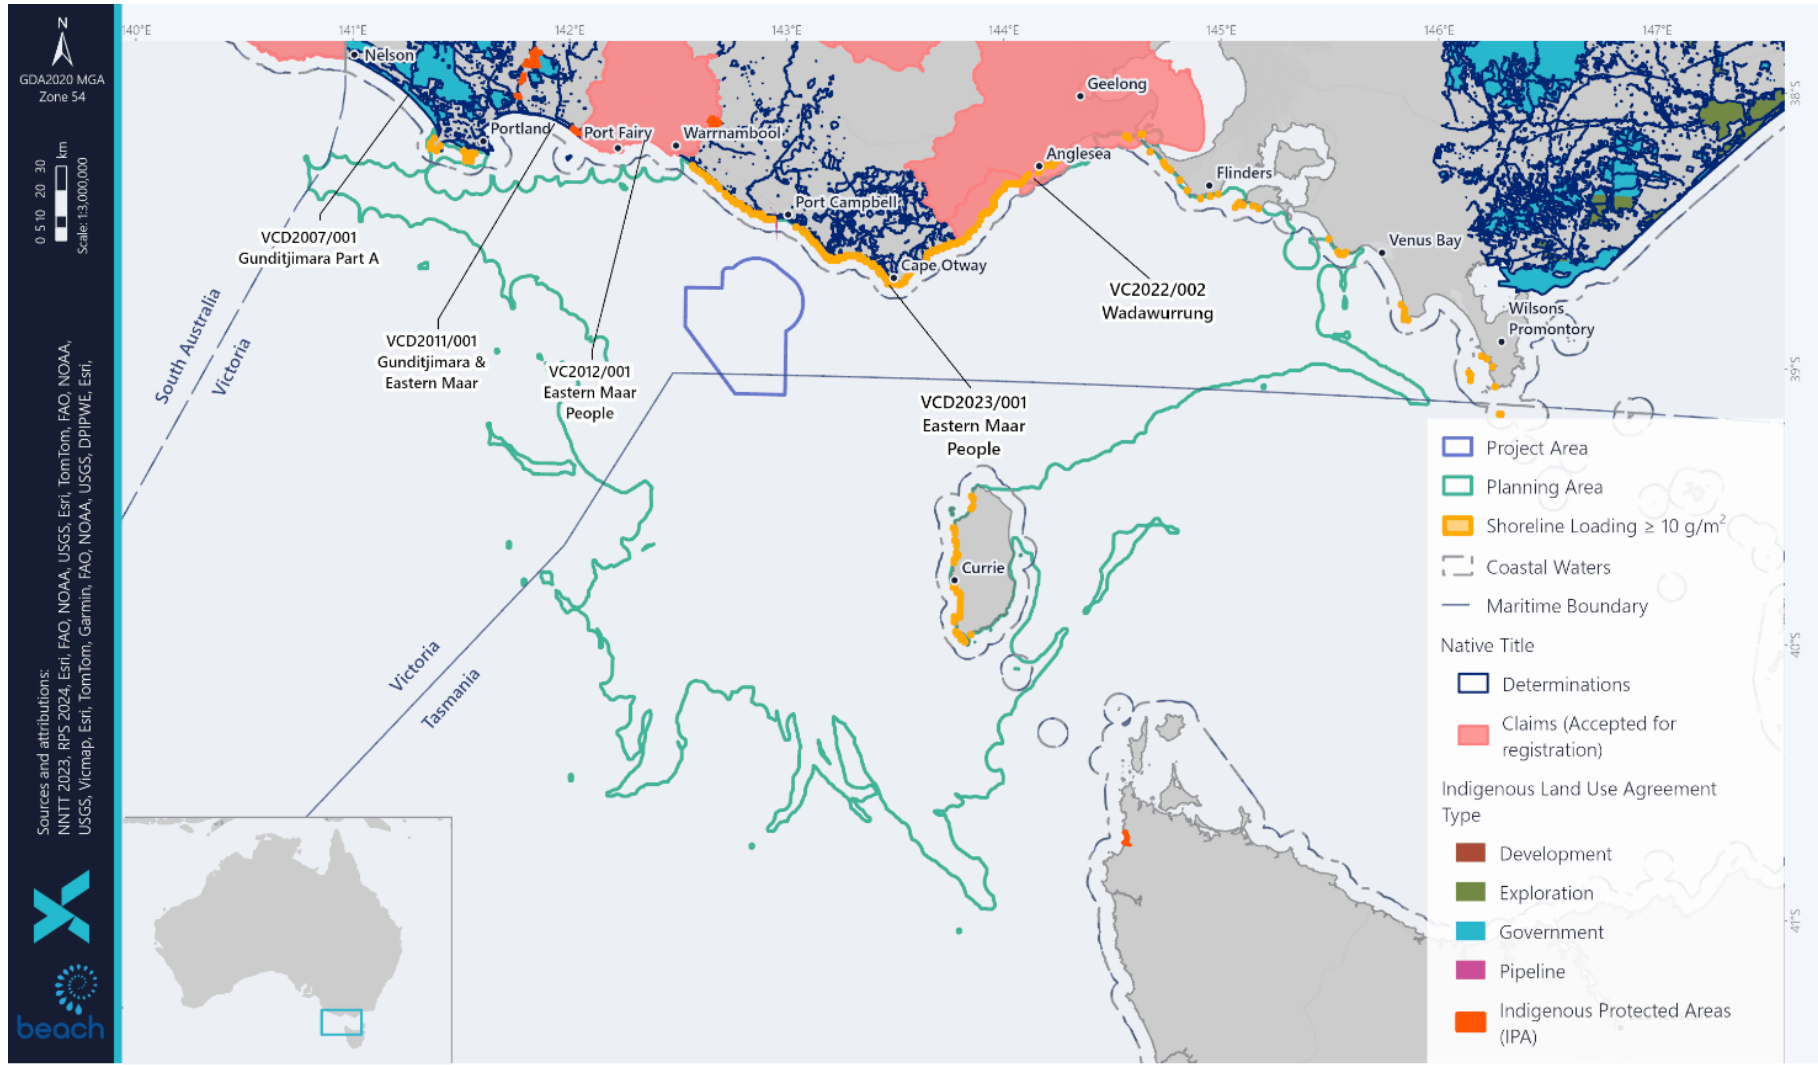 N
GDA2020 MGA
Zone 54
0 5 10 20 30
km
Scale: 1:3,000,000
Sources and attributions:
NNTT 2023, RPS 2024, Esri, FAO, NOAA, USGS, Esri, TomTom, FAO, NOAA,
USGS, Vicmap, Esri, TomTom, Garmin, FAO, NOAA, USGS, DPIPWE, Esri,
beach
140°E
141°E
142°E
143°E
144°E
145°E
146°E
147°E
38°S
39°S
40°S
41°S
Nelson
Portland
Port Fairy
Warrnambool
Geelong
Anglesea
Flinders
Port Campbell
Cape Otway
Venus Bay
Wilsons
Promontory
Currie
VCD2007/001
Gunditjimara Part A
VCD2011/001
Gunditjimara &
Eastern Maar
VC2012/001
Eastern Maar
People
VCD2023/001
Eastern Maar
People
VC2022/002
Wadawurrung
South Australia
Victoria
Victoria
Tasmania
Project Area
Planning Area
Shoreline Loading ≥ 10 g/m²
Coastal Waters
Maritime Boundary
Native Title
Determinations
Claims (Accepted for
registration)
Indigenous Land Use Agreement
Type
Development
Exploration
Government
Pipeline
Indigenous Protected Areas
(IPA)